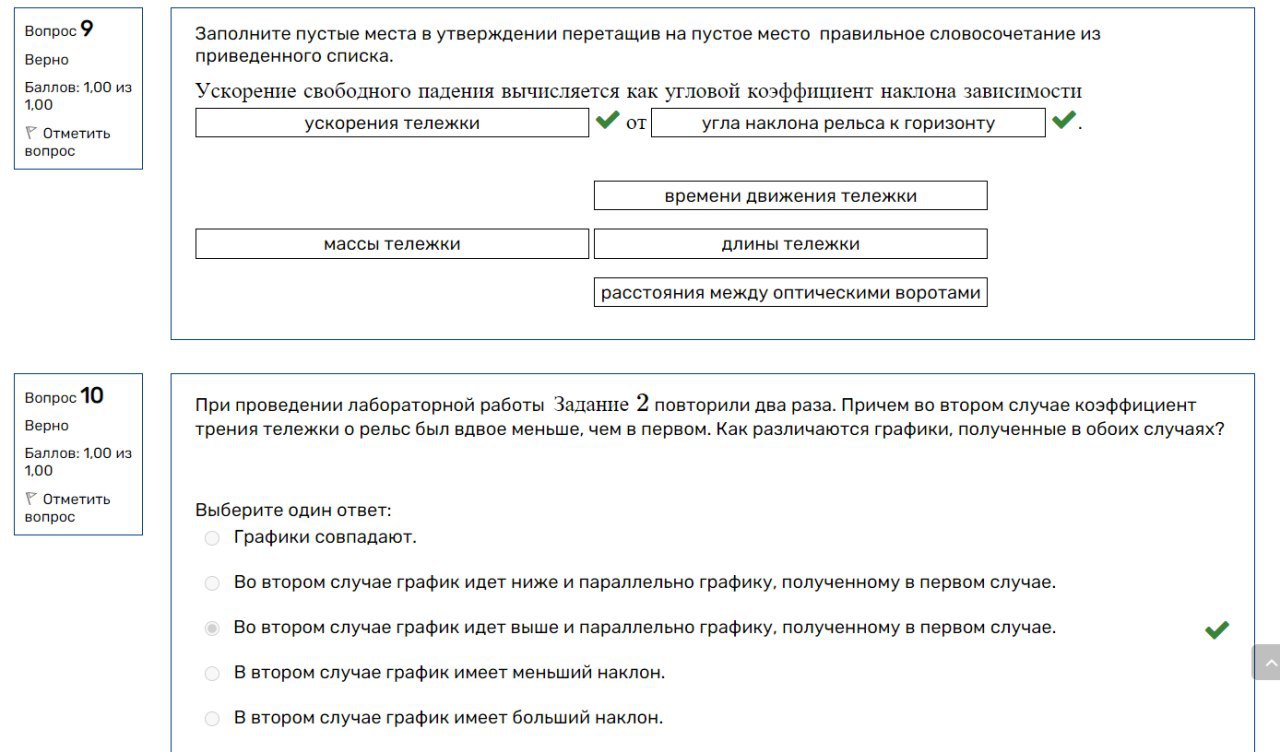 Вопрос 9
Верно
Баллов: 1,00 из
1,00
Отметить
вопрос
Заполните пустые места в утверждении перетащив на пустое место правильное словосочетание из
приведенного списка.
Ускорение свободного падения вычисляется как угловой коэффициент наклона зависимости
ускорения тележки от угла наклона рельса к горизонту.
времени движения тележки
массы тележки длины тележки
расстояния между оптическими воротами
Вопрос 10
Верно
Баллов: 1,00 из
1,00
Отметить
вопрос
При проведении лабораторной работы Задание 2 повторили два раза. Причем во втором случае коэффициент
трения тележки о рельс был вдвое меньше, чем в первом. Как различаются графики, полученные в обоих случаях?
Выберите один ответ:
Графики совпадают.
Во втором случае график идет ниже и параллельно графику, полученному в первом случае.
Во втором случае график идет выше и параллельно графику, полученному в первом случае.
В втором случае график имеет меньший наклон.
В втором случае график имеет больший наклон.